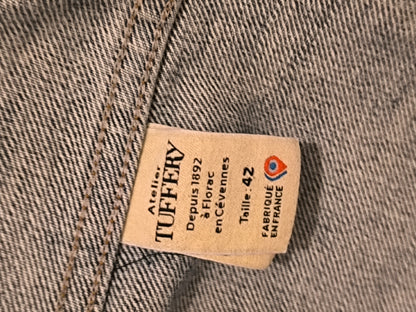 Atelier
TUFFERY
Depuis 1892
à Florac
en Cévennes
Taille : 42
FABRIQUÉ
EN FRANCE